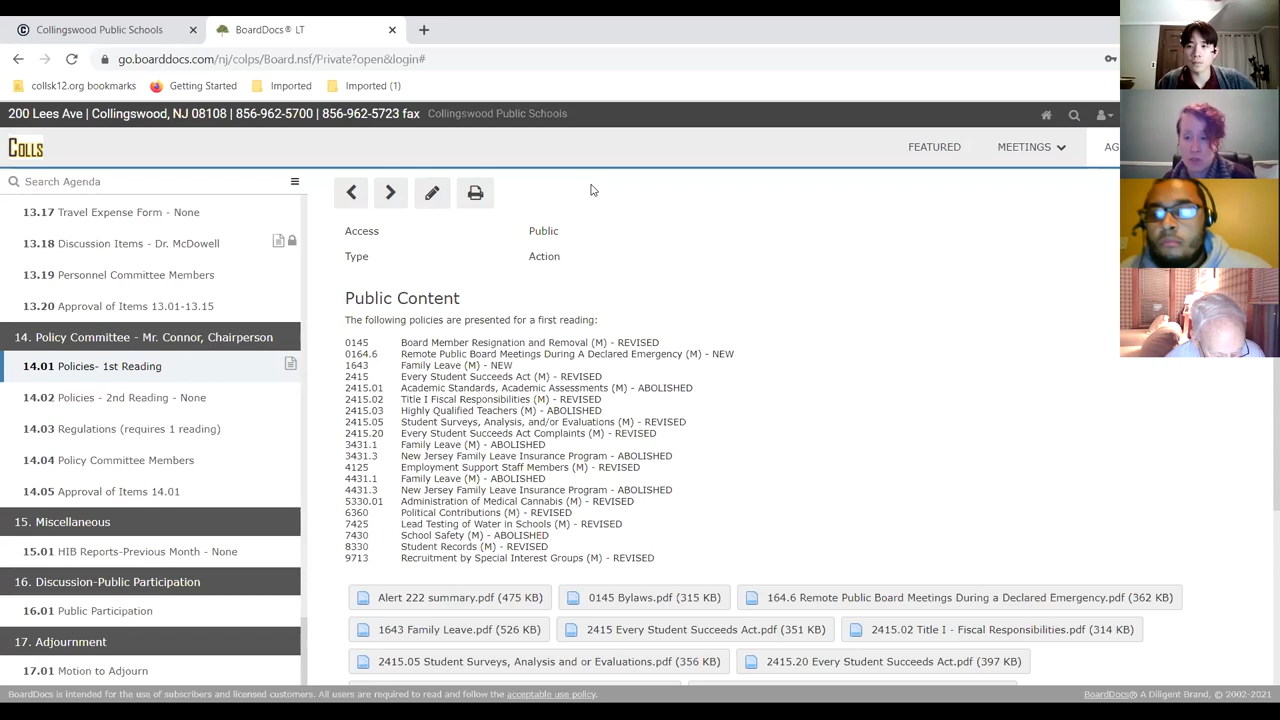 Collingswood Public Schools
BoardDocs® LT
go.boarddocs.com/nj/colps/Board.nsf/Private?open&login#
collsk12.org bookmarks
Getting Started
Imported
Imported (1)
200 Lees Ave | Collingswood, NJ 08108 | 856-962-5700 | 856-962-5723 fax Collingswood Public Schools
COLLS
FEATURED
MEETINGS
AG
Search Agenda
13.17 Travel Expense Form - None
13.18 Discussion Items - Dr. McDowell
13.19 Personnel Committee Members
13.20 Approval of Items 13.01-13.15
14. Policy Committee - Mr. Connor, Chairperson
14.01 Policies- 1st Reading
14.02 Policies - 2nd Reading - None
14.03 Regulations (requires 1 reading)
14.04 Policy Committee Members
14.05 Approval of Items 14.01
15. Miscellaneous
15.01 HIB Reports-Previous Month - None
16. Discussion-Public Participation
16.01 Public Participation
17. Adjournment
17.01 Motion to Adjourn
Access Public
Type Action
Public Content
The following policies are presented for a first reading:
0145 Board Member Resignation and Removal (M) - REVISED
0164.6 Remote Public Board Meetings During A Declared Emergency (M) - NEW
1643 Family Leave (M) - NEW
2415 Every Student Succeeds Act (M) - REVISED
2415.01 Academic Standards, Academic Assessments (M) - ABOLISHED
2415.02 Title I Fiscal Responsibilities (M) - REVISED
2415.03 Highly Qualified Teachers (M) - ABOLISHED
2415.05 Student Surveys, Analysis, and/or Evaluations (M) - REVISED
2415.20 Every Student Succeeds Act Complaints (M) - REVISED
3431.1 Family Leave (M) - ABOLISHED
3431.3 New Jersey Family Leave Insurance Program - ABOLISHED
4125 Employment Support Staff Members (M) - REVISED
4431.1 Family Leave (M) - ABOLISHED
4431.3 New Jersey Family Leave Insurance Program - ABOLISHED
5330.01 Administration of Medical Cannabis (M) - REVISED
6360 Political Contributions (M) - REVISED
7425 Lead Testing of Water in Schools (M) - REVISED
7430 School Safety (M) - ABOLISHED
8330 Student Records (M) - REVISED
9713 Recruitment by Special Interest Groups (M) - REVISED
Alert 222 summary.pdf (475 KB)
0145 Bylaws.pdf (315 KB)
164.6 Remote Public Board Meetings During a Declared Emergency.pdf (362 KB)
1643 Family Leave.pdf (526 KB)
2415 Every Student Succeeds Act.pdf (351 KB)
2415.02 Title I - Fiscal Responsibilities.pdf (314 KB)
2415.05 Student Surveys, Analysis and or Evaluations.pdf (356 KB)
2415.20 Every Student Succeeds Act.pdf (397 KB)
BoardDocs is intended for the use of subscribers and licensed customers. All users are required to read and follow the acceptable use policy.
BoardDocs® A Diligent Brand, © 2002-2021